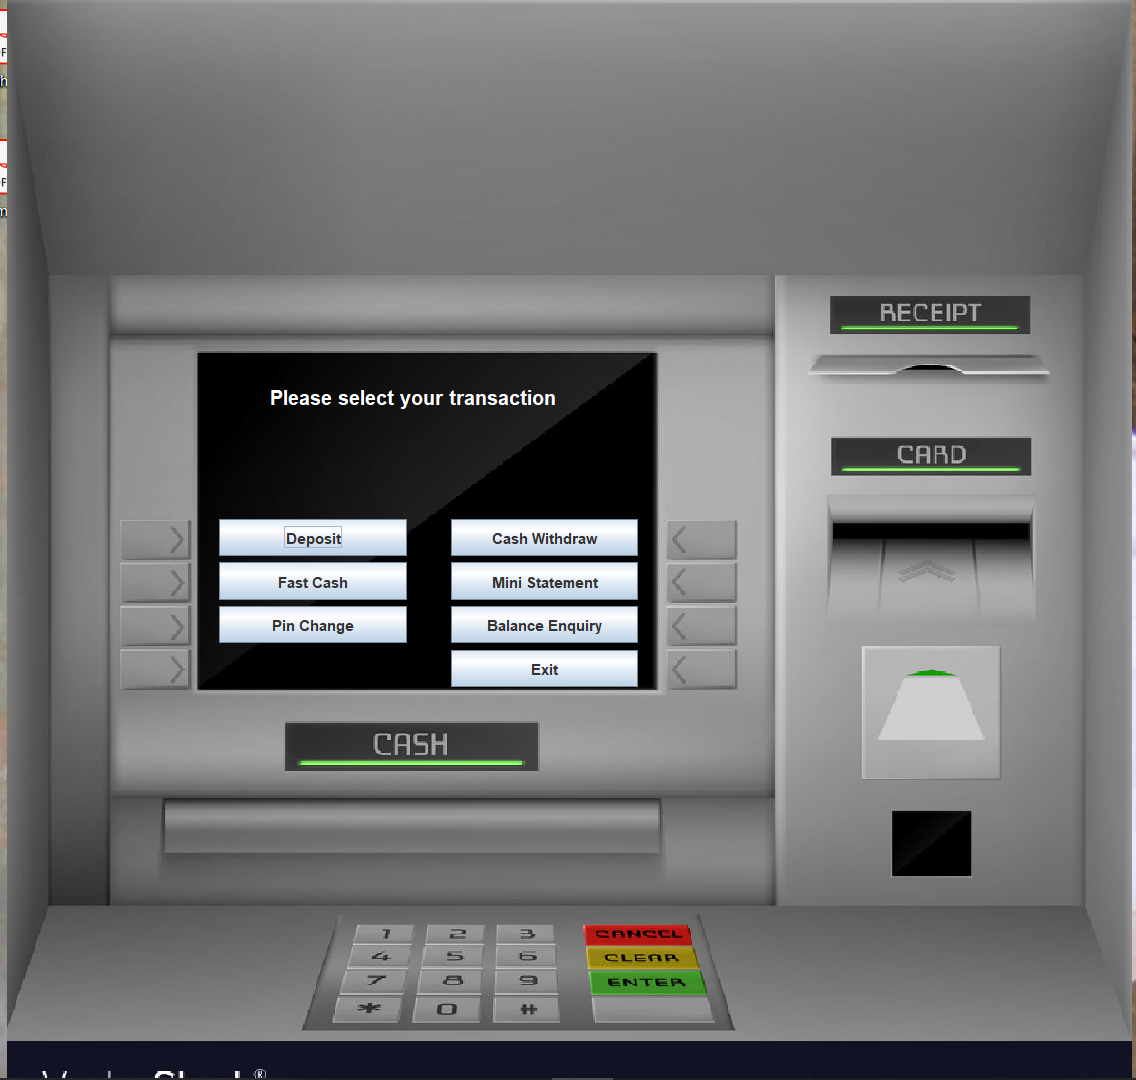 RECEIPT
Please select your transaction
CARD
Deposit
Cash Withdraw
Fast Cash
Mini Statement
Pin Change
Balance Enquiry
Exit
CASH
1 2 3 CANCEL
4 5 6 CLEAR
7 8 9 ENTER
* 0 #